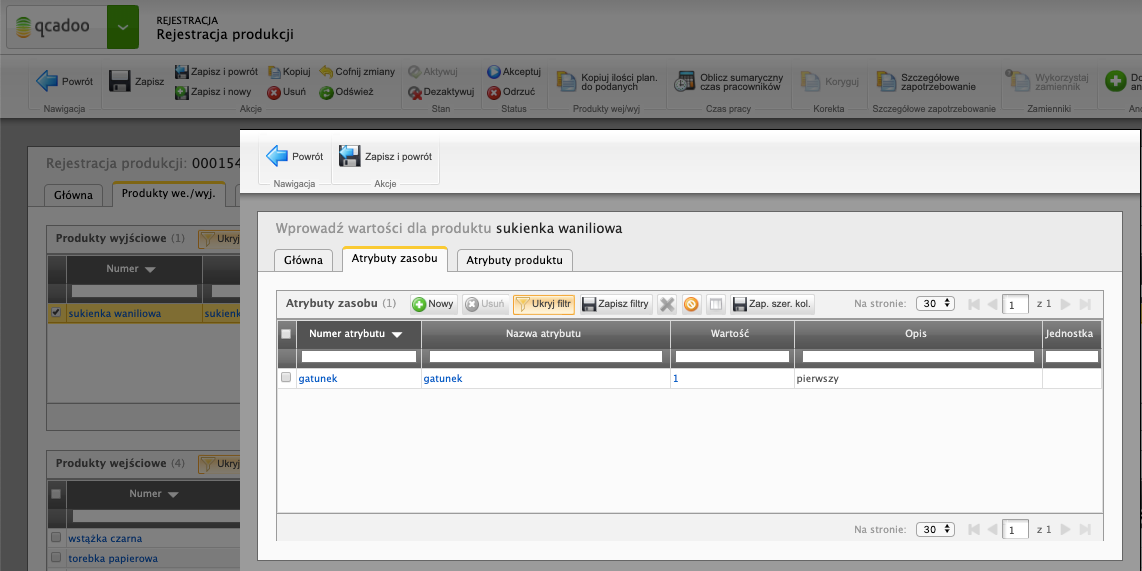 qcadoo
REJESTRACJA
Rejestracja produkcji
Powrót
Zapisz
Zapisz i powrót
Zapisz i nowy
Kopiuj
Usuń
Cofnij zmiany
Odśwież
Aktywuj
Dezaktywuj
Akceptuj
Odrzuć
Kopiuj ilości plan.
do podanych
Oblicz sumaryczny
czas pracowników
Koryguj
Szczegółowe
zapotrzebowanie
Wykorzystaj
zamiennik
Nawigacja
Akcje
Stan
Status
Produkty wej/wyj
Czas pracy
Korekta
Szczegółowe zapotrzebowanie
Zamienniki
Rejestracja produkcji: 000154
Główna
Produkty we./wyj.
Produkty wyjściowe (1)
Ukryj
Numer
sukienka waniliowa
Produkty wejściowe (4)
Ukryj
Numer
wstążka czarna
torebka papierowa
Powrót
Zapisz i powrót
Nawigacja
Akcje
Wprowadź wartości dla produktu sukienka waniliowa
Główna
Atrybuty zasobu
Atrybuty produktu
Atrybuty zasobu (1)
Nowy
Usuń
Ukryj filtr
Zapisz filtry
Zap. szer. kol.
Na stronie: 30
1 z 1
Numer atrybutu
Nazwa atrybutu
Wartość
Opis
Jednostka
gatunek gatunek 1 pierwszy
Na stronie: 30
1 z 1